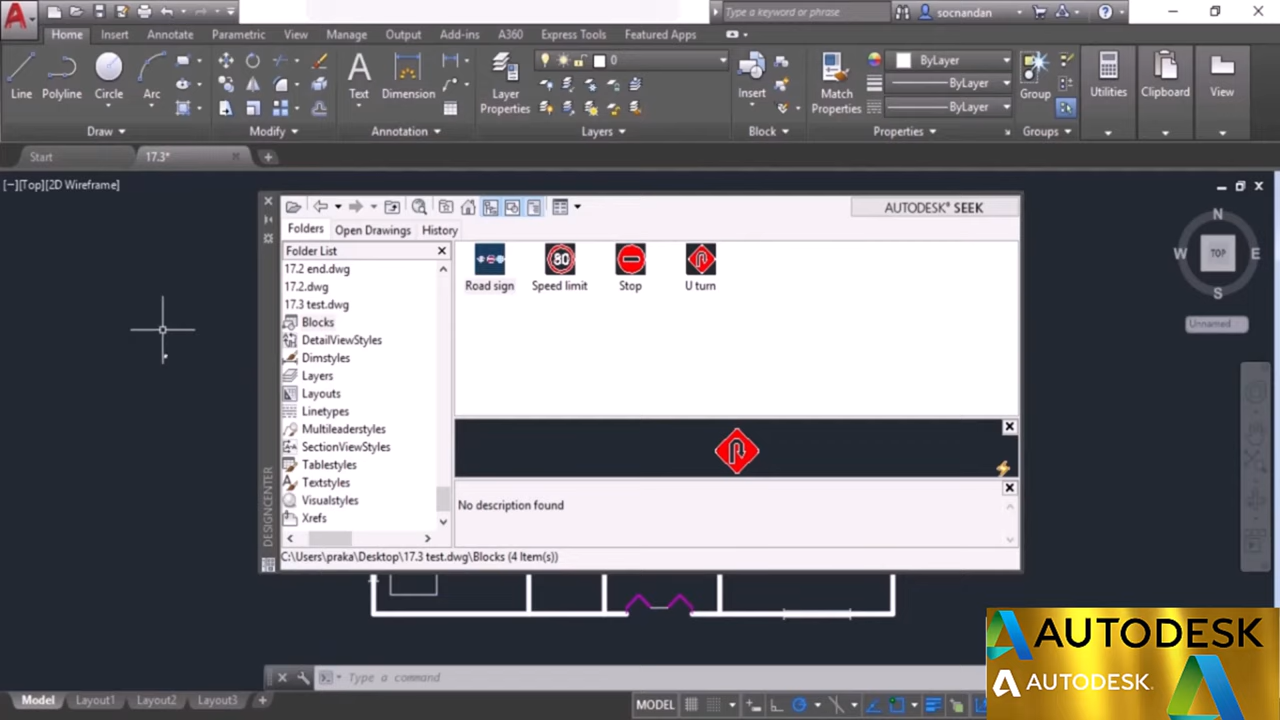 Type a keyword or phrase
socnandan
Home Insert Annotate Parametric View Manage Output Add-ins A360 Express Tools Featured Apps
Line Polyline Circle Arc
Text Dimension
Layer Properties
0
Insert
Match Properties
ByLayer
ByLayer
ByLayer
Group
Utilities
Clipboard
View
Draw
Modify
Annotation
Layers
Block
Properties
Groups
Start
17.3*
[−][Top][2D Wireframe]
AUTODESK® SEEK
Folders Open Drawings History
Folder List
17.2 end.dwg
17.2.dwg
17.3 test.dwg
Blocks
DetailViewStyles
Dimstyles
Layers
Layouts
Linetypes
Multileaderstyles
SectionViewStyles
Tablestyles
Textstyles
Visualstyles
Xrefs
80
Road sign Speed limit Stop U turn
No description found
C:\Users\praka\Desktop\17.3 test.dwg\Blocks (4 Item(s))
DESIGNCENTER
N
W TOP E
S
Unnamed
Type a command
Model Layout1 Layout2 Layout3
MODEL
AUTODESK
AUTODESK.